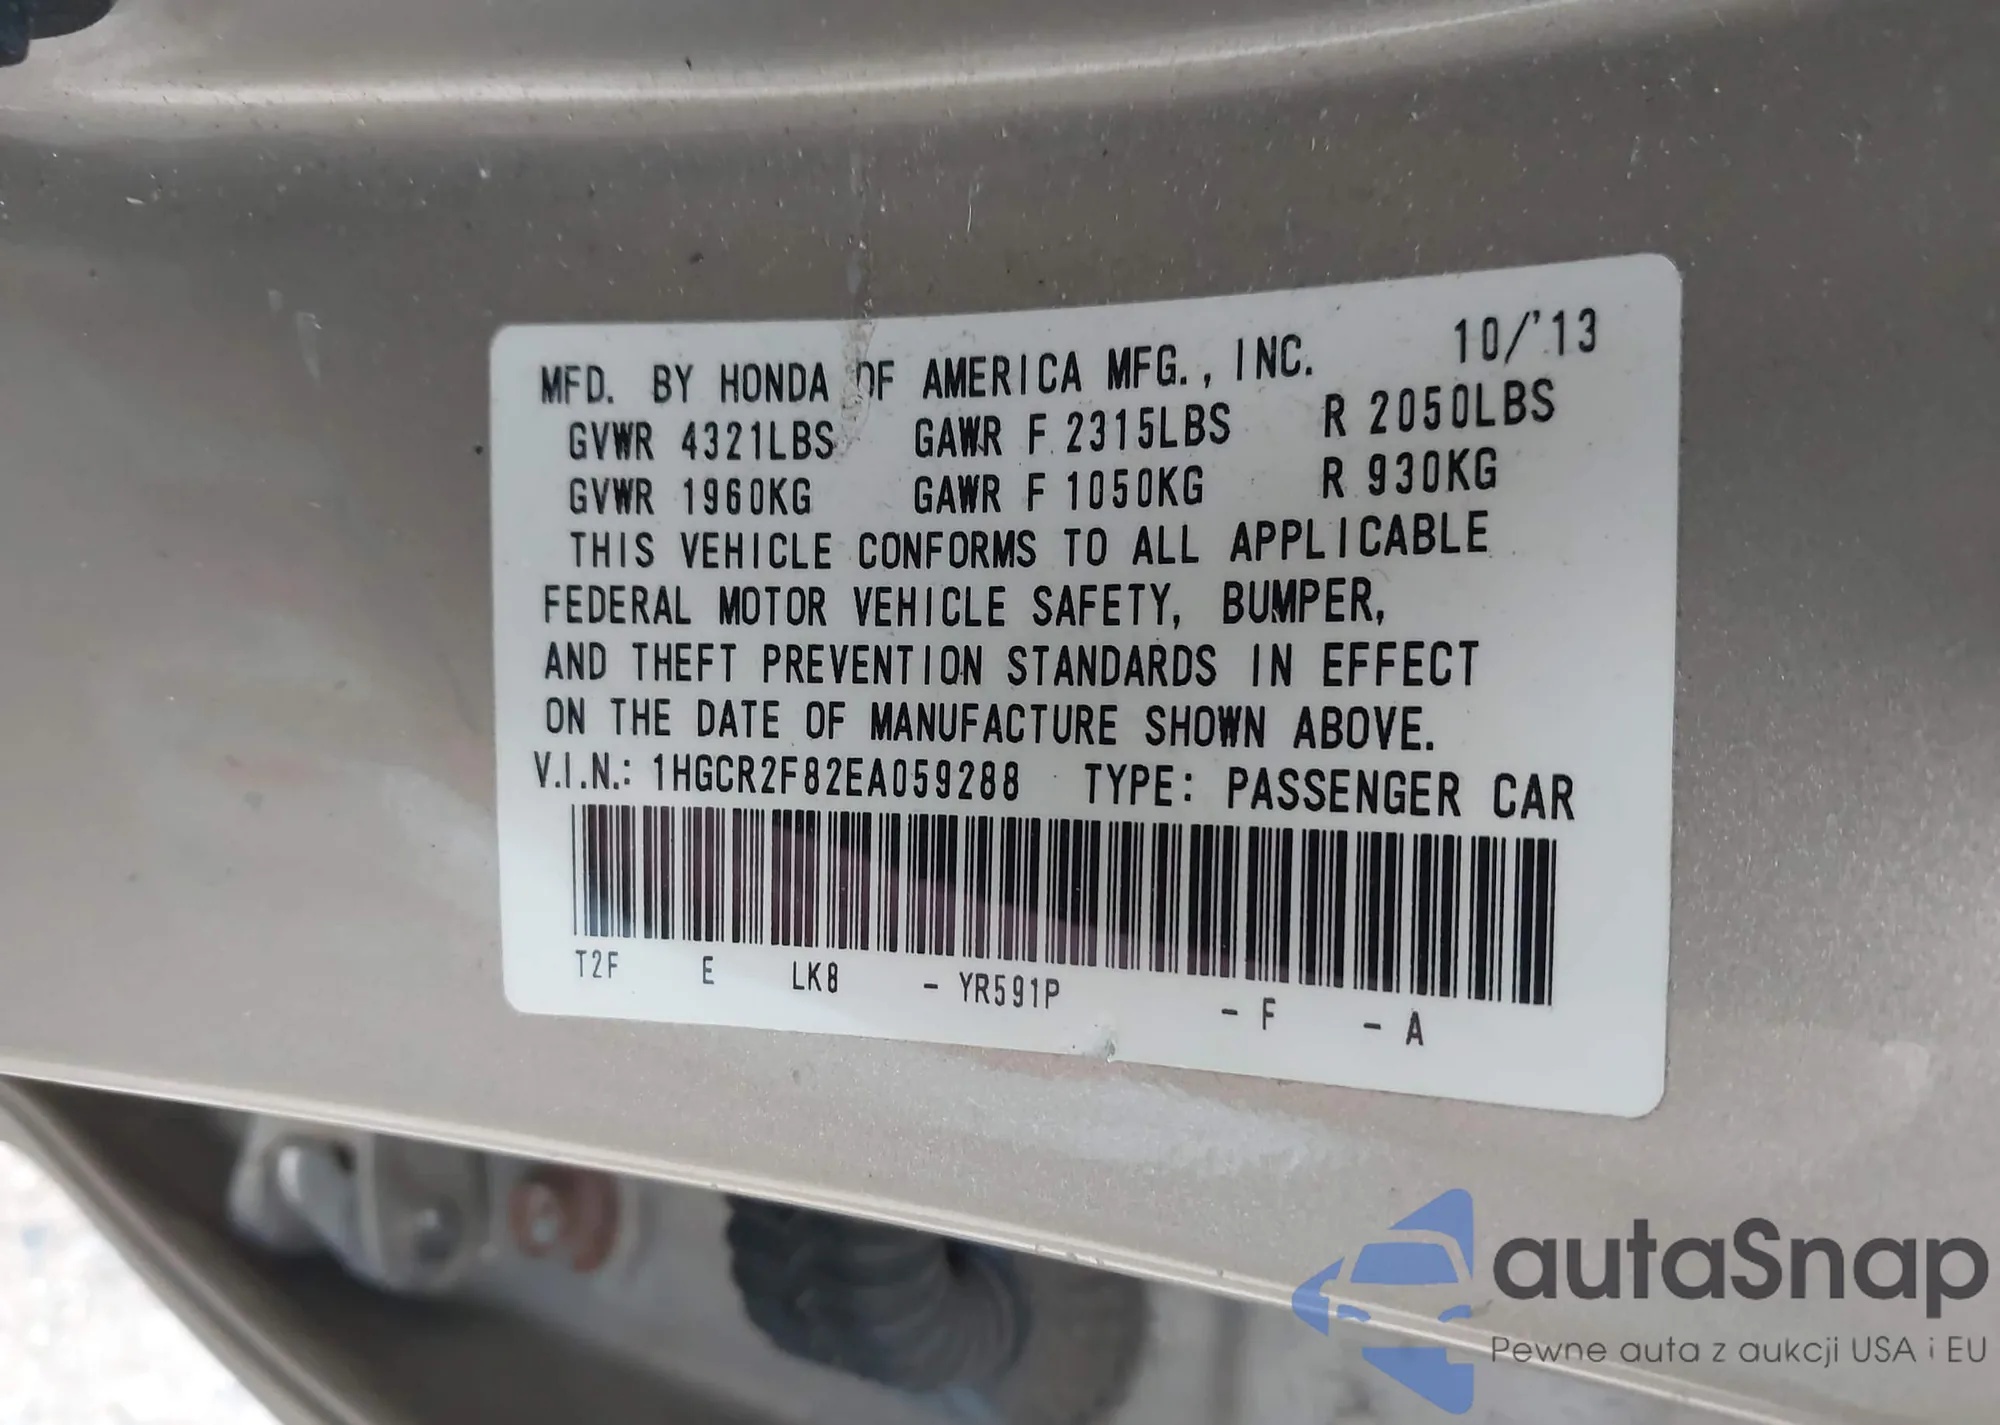 MFD. BY HONDA OF AMERICA MFG., INC. 10/'13
GVWR 4321LBS GAWR F 2315LBS R 2050LBS
GVWR 1960KG GAWR F 1050KG R 930KG
THIS VEHICLE CONFORMS TO ALL APPLICABLE
FEDERAL MOTOR VEHICLE SAFETY, BUMPER,
AND THEFT PREVENTION STANDARDS IN EFFECT
ON THE DATE OF MANUFACTURE SHOWN ABOVE.
V.I.N.: 1HGCR2F82EA059288 TYPE: PASSENGER CAR
T2F E LK8 - YR591P - F - A
autaSnap
Pewne auta z aukcji USA i EU